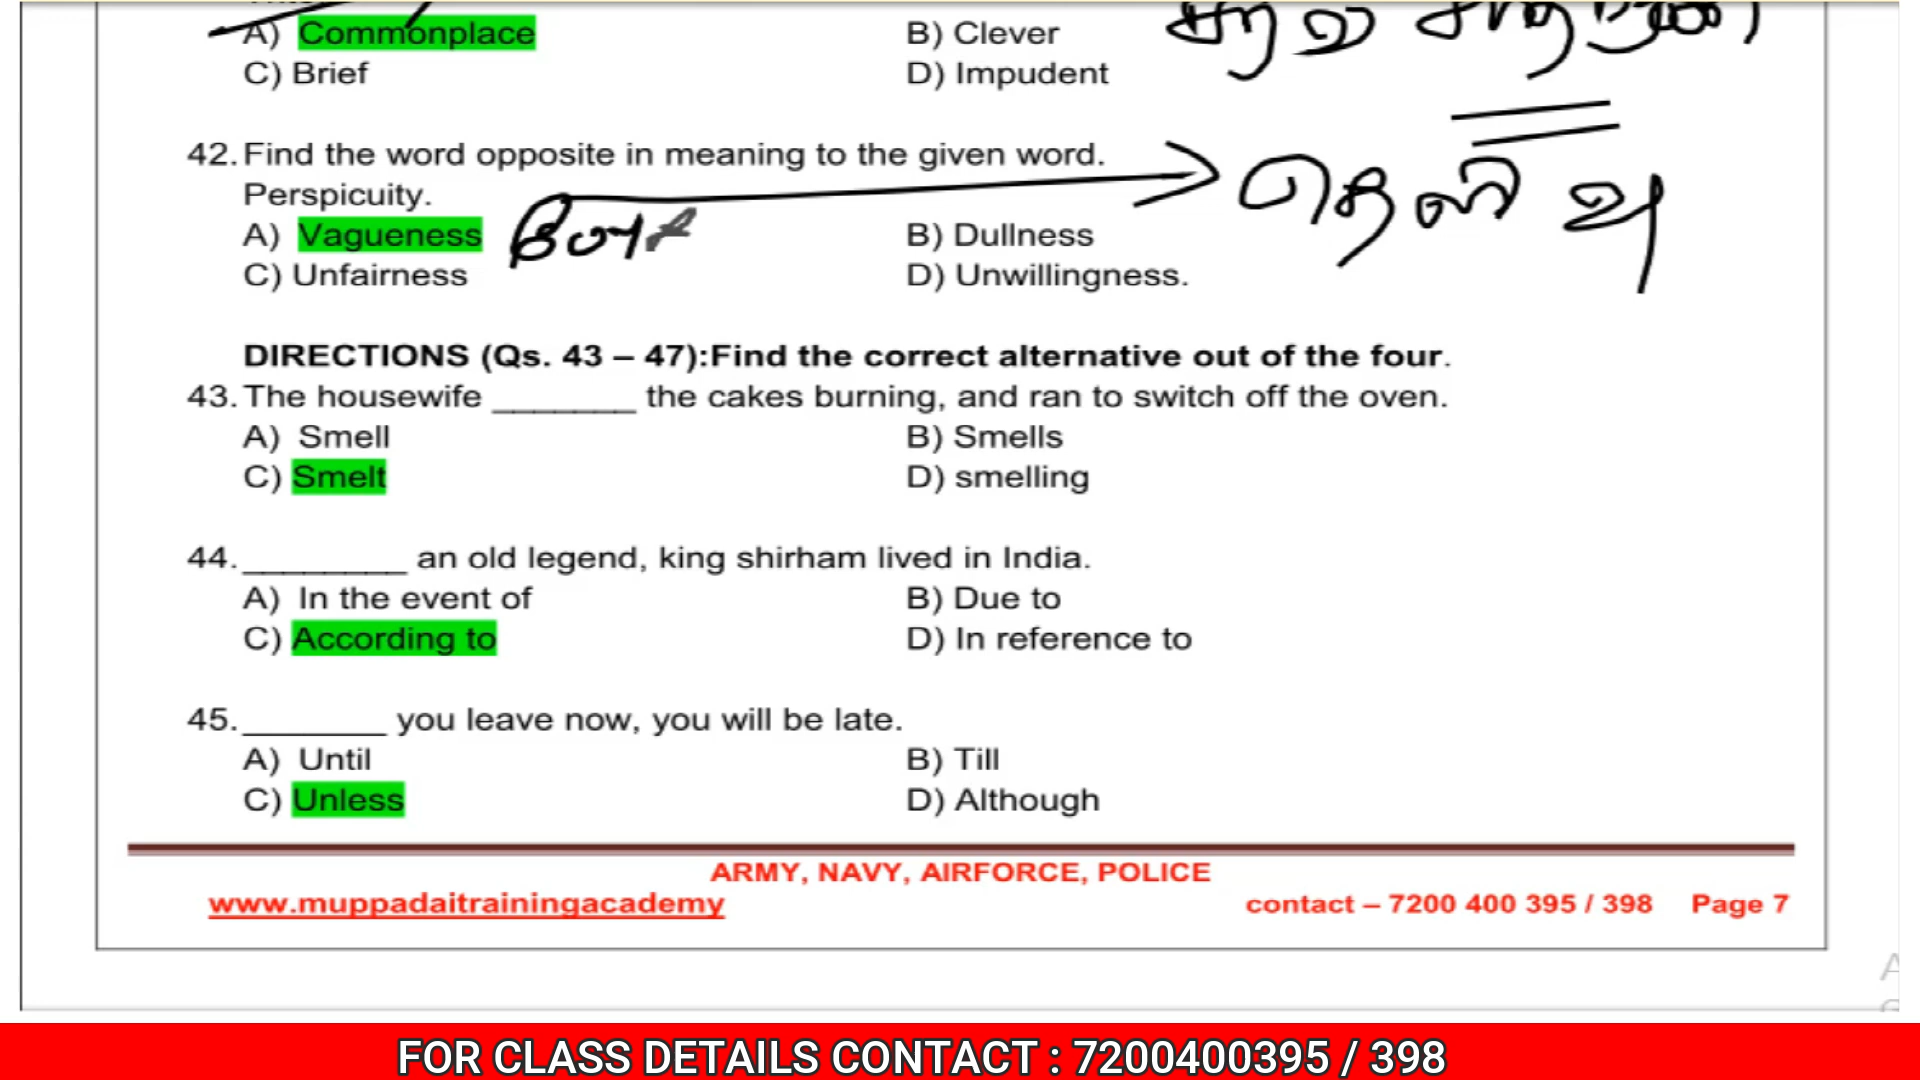 A) Commonplace B) Clever
C) Brief D) Impudent
42. Find the word opposite in meaning to the given word.
Perspicuity.
தெளிவு
A) Vagueness B) Dullness
C) Unfairness D) Unwillingness.
DIRECTIONS (Qs. 43 – 47):Find the correct alternative out of the four.
43. The housewife _______ the cakes burning, and ran to switch off the oven.
A) Smell B) Smells
C) Smelt D) smelling
44. ________ an old legend, king shirham lived in India.
A) In the event of B) Due to
C) According to D) In reference to
45. _______ you leave now, you will be late.
A) Until B) Till
C) Unless D) Although
ARMY, NAVY, AIRFORCE, POLICE
www.muppadaitrainingacademy contact – 7200 400 395 / 398 Page 7
FOR CLASS DETAILS CONTACT : 7200400395 / 398